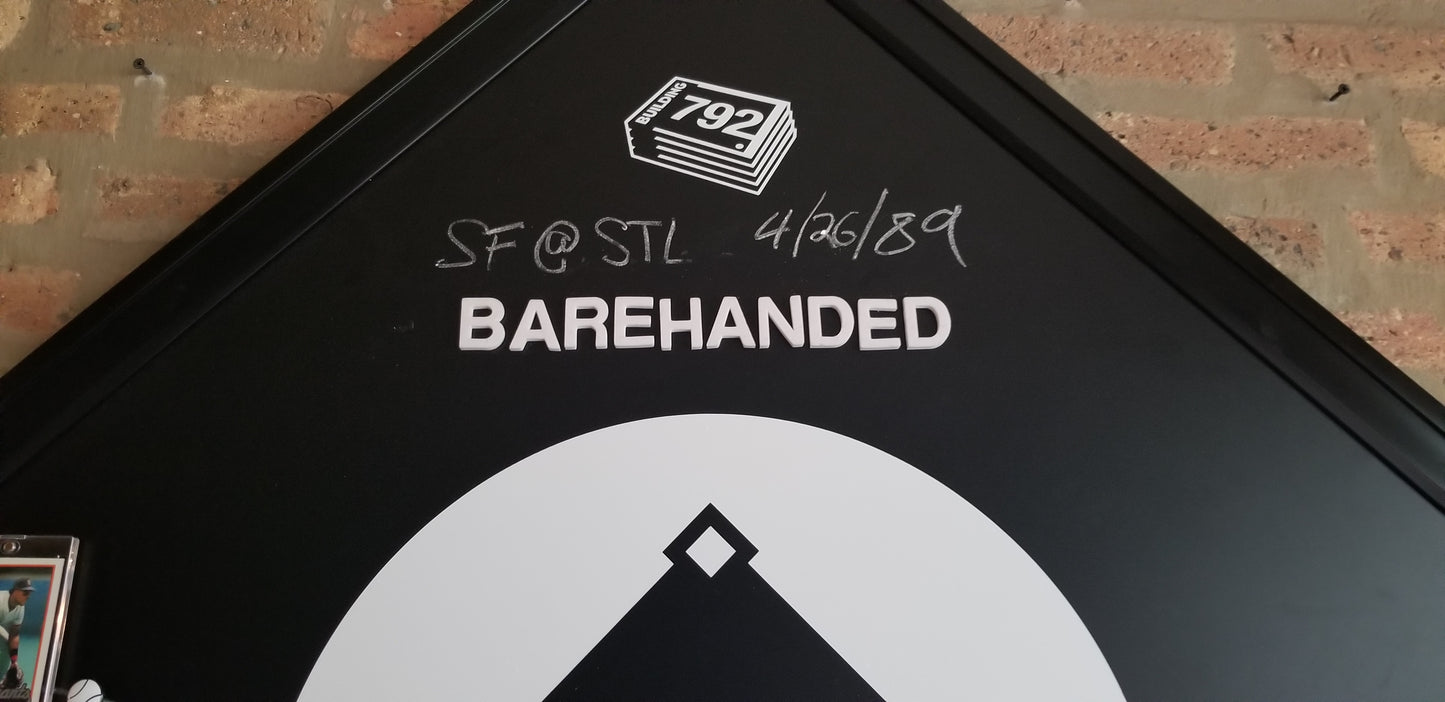 BUILDING
792
SF @ STL 4/26/89
BAREHANDED